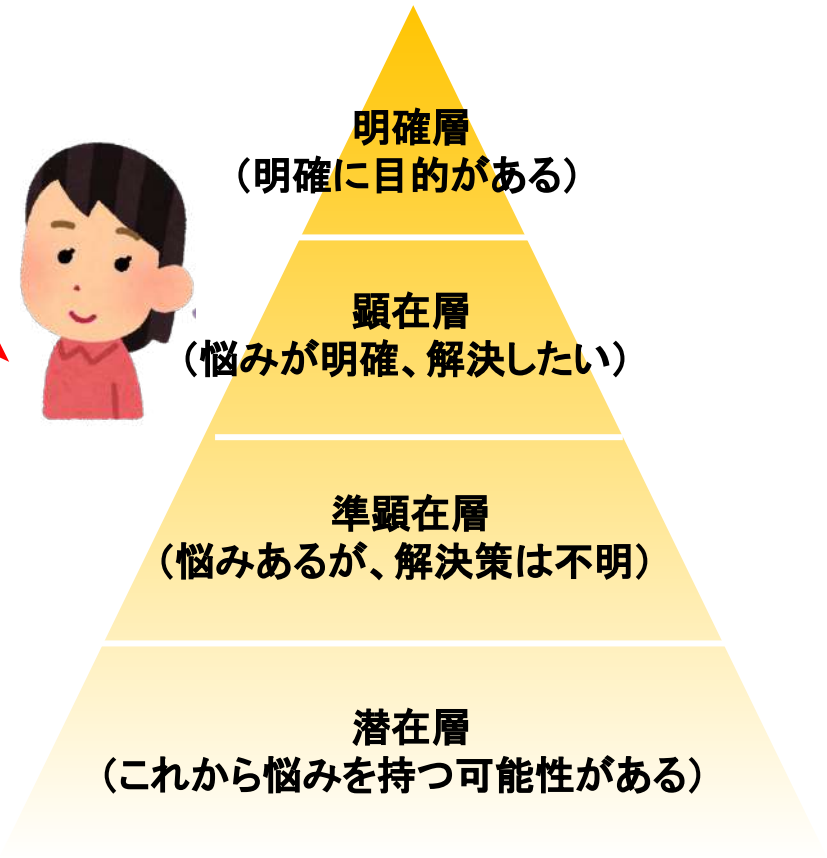 明確層
（明確に目的がある）
顕在層
（悩みが明確、解決したい）
準顕在層
（悩みあるが、解決策は不明）
潜在層
（これから悩みを持つ可能性がある）